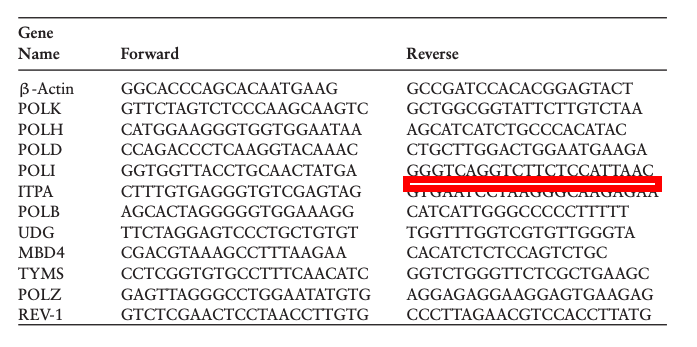 Gene
Name Forward Reverse
β-Actin GGCACCCAGCACAATGAAG GCCGATCCACACGGAGTACT
POLK GTTCTAGTCTCCCAAGCAAGTC GCTGGCGGTATTCTTGTCTAA
POLH CATGGAAGGGTGGTGGAATAA AGCATCATCTGCCCACATAC
POLD CCAGACCCTCAAGGTACAAAC CTGCTTGGACTGGAATGAAGA
POLI GGTGGTTACCTGCAACTATGA GGGTCAGGTCTTCTCCATTAAC
ITPA CTTTGTGAGGGTGTCGAGTAG
POLB AGCACTAGGGGGTGGAAAGG CATCATTGGGCCCCCTTTTT
UDG TTCTAGGAGTCCCTGCTGTGT TGGTTTGGTCGTGTTGGGTA
MBD4 CGACGTAAAGCCTTTAAGAA CACATCTCTCCAGTCTGC
TYMS CCTCGGTGTGCCTTTCAACATC GGTCTGGGTTCTCGCTGAAGC
POLZ GAGTTAGGGCCTGGAATATGTG AGGAGAGGAAGGAGTGAAGAG
REV-1 GTCTCGAACTCCTAACCTTGTG CCCTTAGAACGTCCACCTTATG